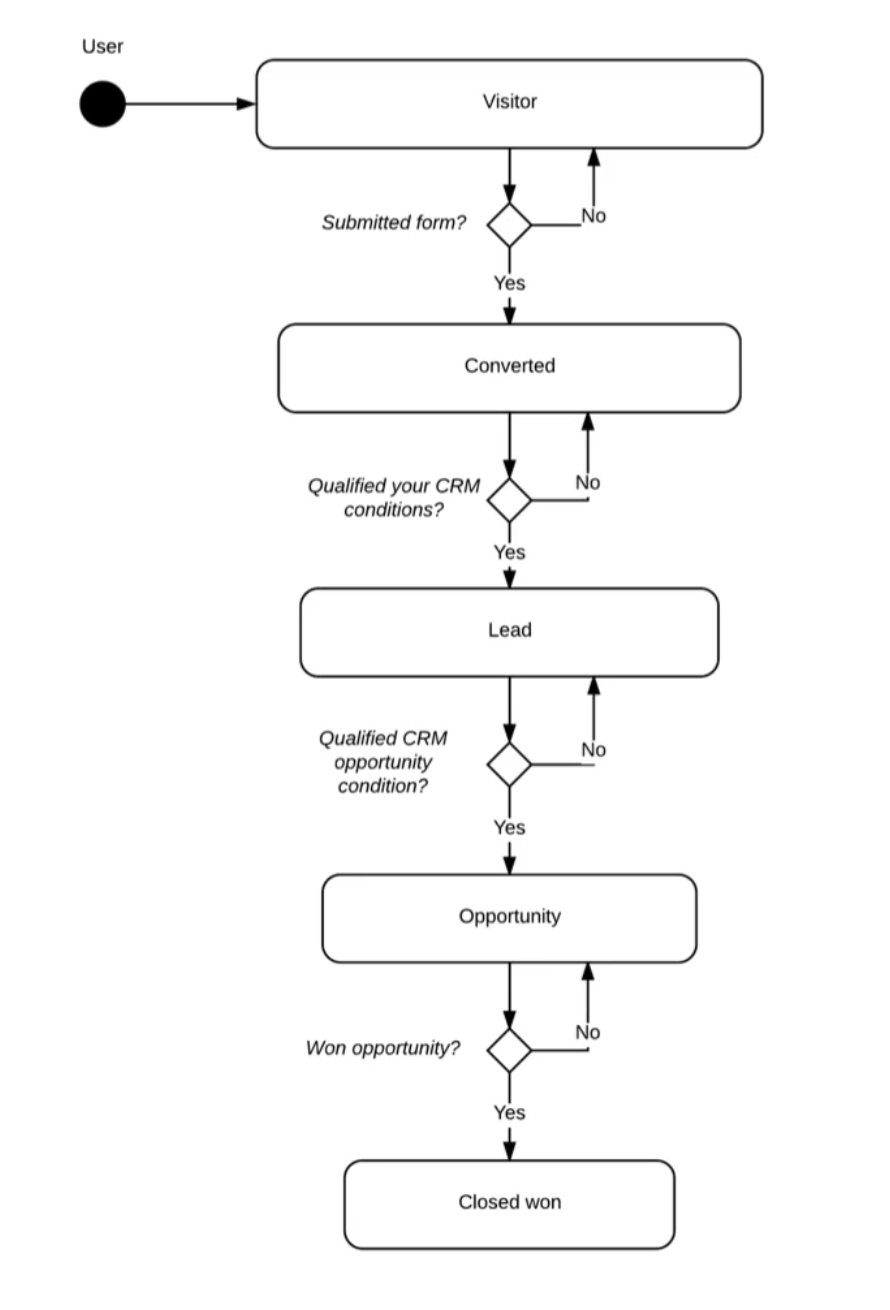 User
Visitor
Submitted form?
No
Yes
Converted
Qualified your CRM
conditions?
No
Yes
Lead
Qualified CRM
opportunity
condition?
No
Yes
Opportunity
Won opportunity?
No
Yes
Closed won